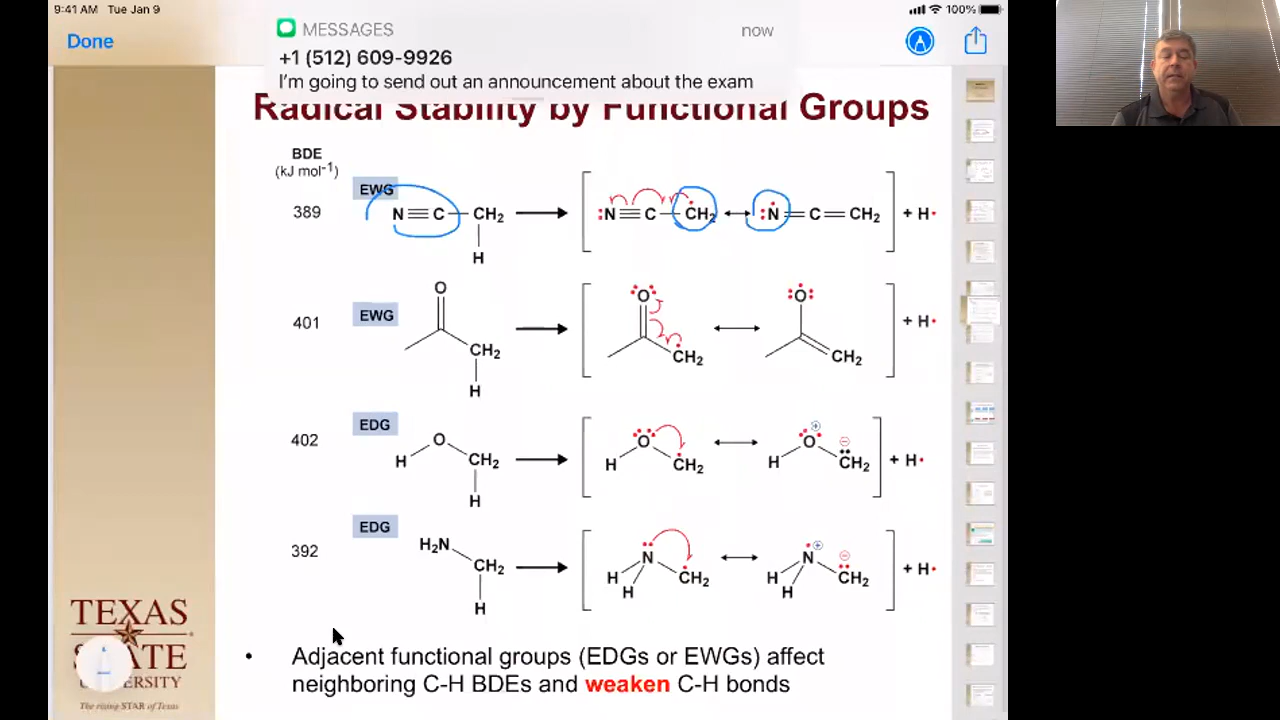 9:41 AM Tue Jan 9
100%
Done
MESSAGES
now
+1 (512) 609-9926
I'm going to send out an announcement about the exam
Radical Stability by Functional Groups
BDE
(kJ mol-1)
EWG
389
N C CH2
H
:N C CH2
:N C CH2
+ H•
EWG
401
O
CH2
H
O
CH2
O
CH2
+ H•
EDG
402
H O CH2
H
H O CH2
H O + CH2 −
+ H•
EDG
392
H2N
CH2
H
N
H
H
CH2
N +
H
H
CH2 −
+ H•
• Adjacent functional groups (EDGs or EWGs) affect
neighboring C-H BDEs and weaken C-H bonds
TEXAS
STATE
UNIVERSITY
The rising STAR of Texas